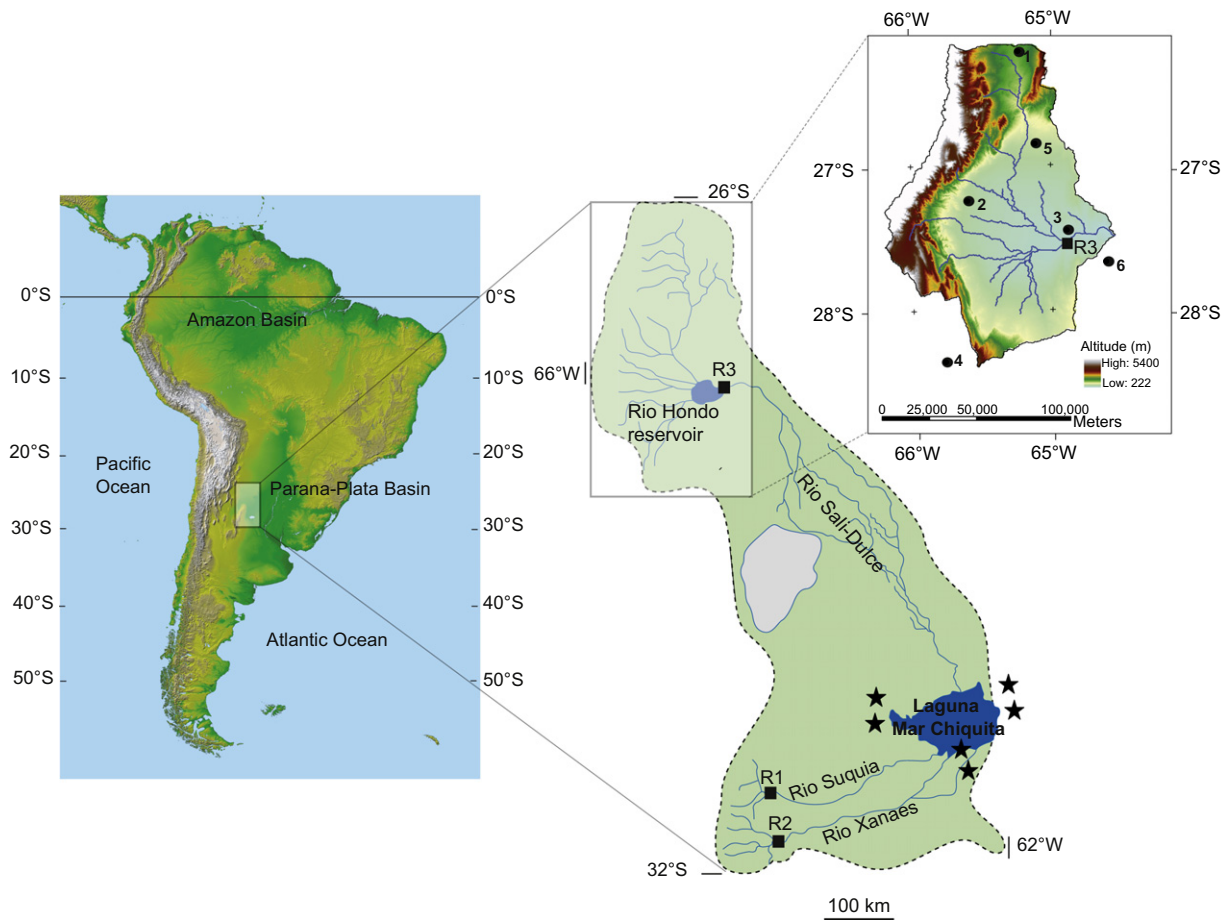 66°W
65°W
1
5
27°S
27°S
2
3
R3
6
28°S
28°S
4
Altitude (m)
High: 5400
Low: 222
0
25,000
50,000
100,000
Meters
66°W
65°W
0°S
0°S
Amazon Basin
10°S
10°S
20°S
20°S
Pacific
Ocean
Parana-Plata Basin
30°S
30°S
40°S
40°S
Atlantic Ocean
50°S
50°S
26°S
66°W
R3
Rio Hondo
reservoir
Rio Sali-Dulce
Laguna
Mar Chiquita
R1
Rio Suquia
R2
Rio Xanaes
62°W
32°S
100 km